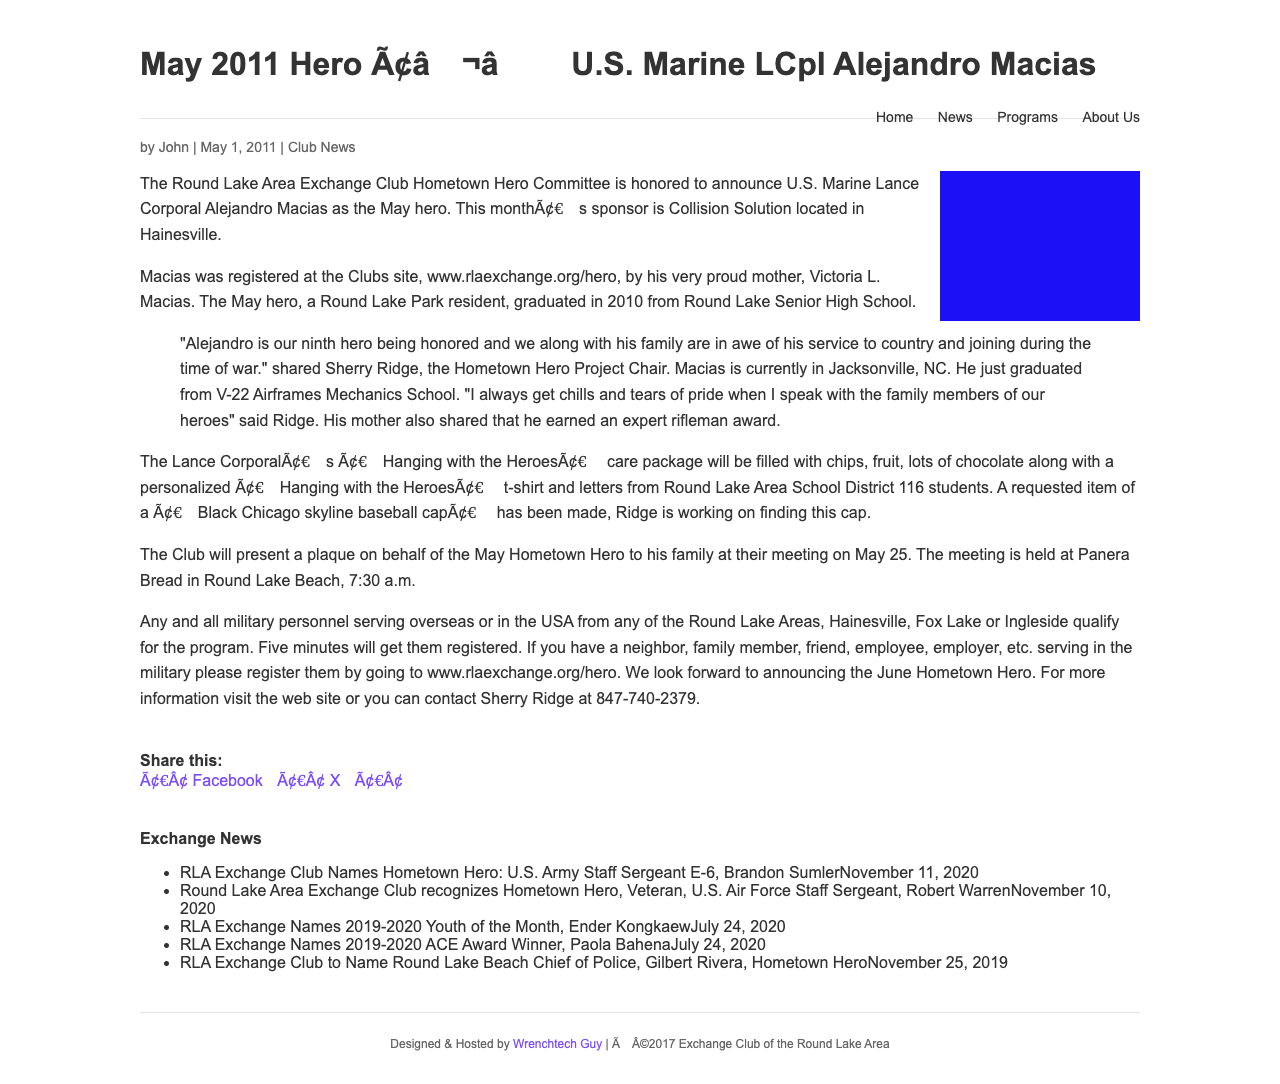 May 2011 Hero Ã¢â ¬â U.S. Marine LCpl Alejandro Macias
Home News Programs About Us
by John | May 1, 2011 | Club News
The Round Lake Area Exchange Club Hometown Hero Committee is honored to announce U.S. Marine Lance
Corporal Alejandro Macias as the May hero. This monthÃ¢€ s sponsor is Collision Solution located in
Hainesville.
Macias was registered at the Clubs site, www.rlaexchange.org/hero, by his very proud mother, Victoria L.
Macias. The May hero, a Round Lake Park resident, graduated in 2010 from Round Lake Senior High School.
"Alejandro is our ninth hero being honored and we along with his family are in awe of his service to country and joining during the
time of war." shared Sherry Ridge, the Hometown Hero Project Chair. Macias is currently in Jacksonville, NC. He just graduated
from V-22 Airframes Mechanics School. "I always get chills and tears of pride when I speak with the family members of our
heroes" said Ridge. His mother also shared that he earned an expert rifleman award.
The Lance CorporalÃ¢€ s Ã¢€ Hanging with the HeroesÃ¢€ care package will be filled with chips, fruit, lots of chocolate along with a
personalized Ã¢€ Hanging with the HeroesÃ¢€ t-shirt and letters from Round Lake Area School District 116 students. A requested item of
a Ã¢€ Black Chicago skyline baseball capÃ¢€ has been made, Ridge is working on finding this cap.
The Club will present a plaque on behalf of the May Hometown Hero to his family at their meeting on May 25. The meeting is held at Panera
Bread in Round Lake Beach, 7:30 a.m.
Any and all military personnel serving overseas or in the USA from any of the Round Lake Areas, Hainesville, Fox Lake or Ingleside qualify
for the program. Five minutes will get them registered. If you have a neighbor, family member, friend, employee, employer, etc. serving in the
military please register them by going to www.rlaexchange.org/hero. We look forward to announcing the June Hometown Hero. For more
information visit the web site or you can contact Sherry Ridge at 847-740-2379.
Share this:
Ã¢€Â¢ Facebook Ã¢€Â¢ X Ã¢€Â¢
Exchange News
• RLA Exchange Club Names Hometown Hero: U.S. Army Staff Sergeant E-6, Brandon SumlerNovember 11, 2020
• Round Lake Area Exchange Club recognizes Hometown Hero, Veteran, U.S. Air Force Staff Sergeant, Robert WarrenNovember 10,
2020
• RLA Exchange Names 2019-2020 Youth of the Month, Ender KongkaewJuly 24, 2020
• RLA Exchange Names 2019-2020 ACE Award Winner, Paola BahenaJuly 24, 2020
• RLA Exchange Club to Name Round Lake Beach Chief of Police, Gilbert Rivera, Hometown HeroNovember 25, 2019
Designed & Hosted by Wrenchtech Guy | Ã Â©2017 Exchange Club of the Round Lake Area